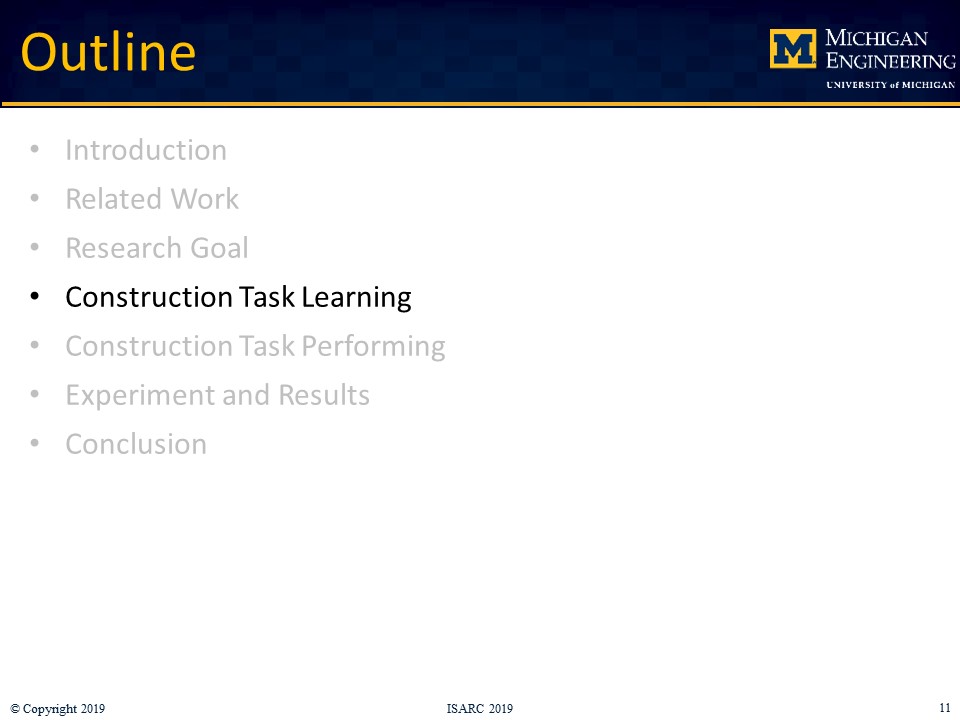 Outline
M MICHIGAN
ENGINEERING
UNIVERSITY of MICHIGAN
• Introduction
• Related Work
• Research Goal
• Construction Task Learning
• Construction Task Performing
• Experiment and Results
• Conclusion
© Copyright 2019 ISARC 2019 11